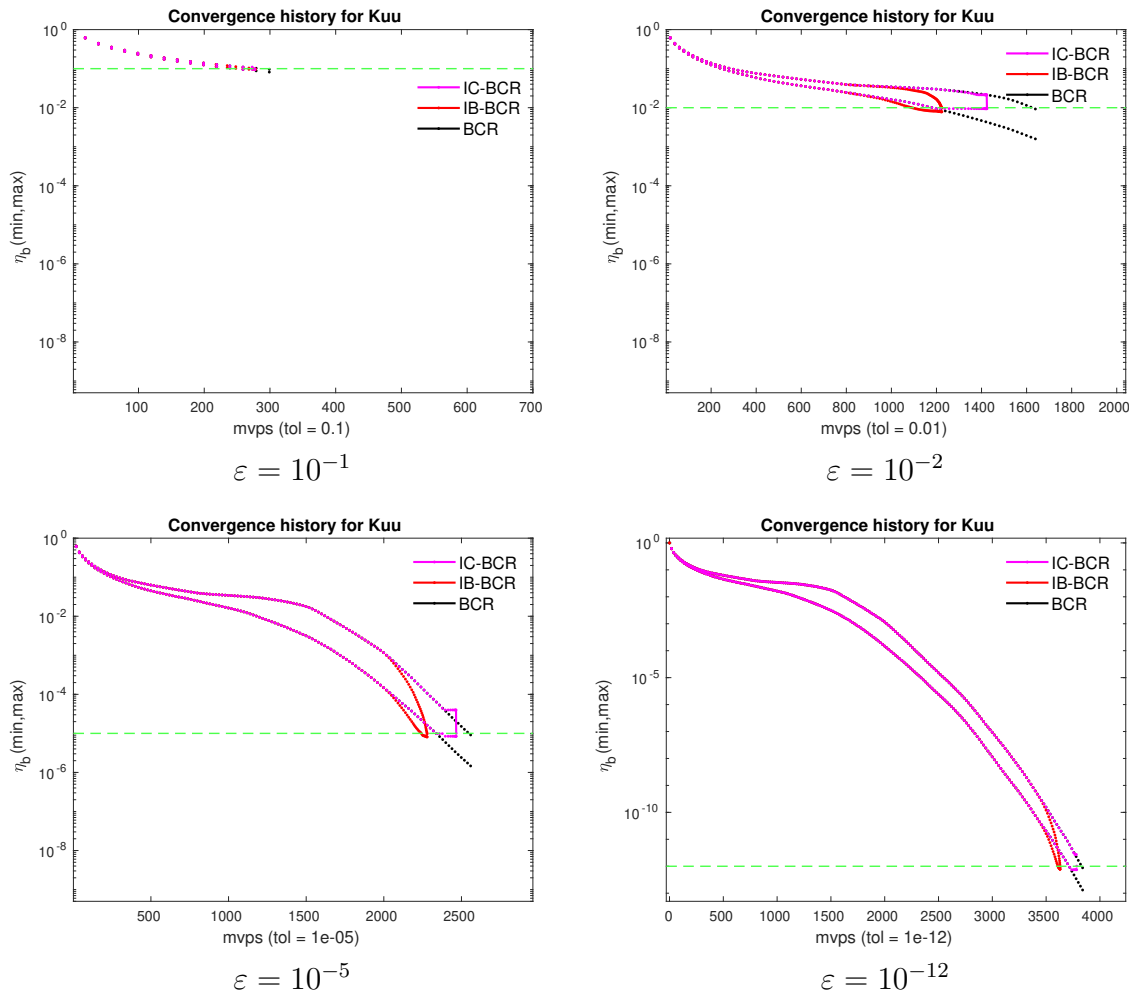 Convergence history for Kuu
10^0
10^-2
10^-4
10^-6
10^-8
η_b(min,max)
IC-BCR
IB-BCR
BCR
100 200 300 400 500 600 700
mvps (tol = 0.1)
ε = 10^-1
Convergence history for Kuu
10^0
10^-2
10^-4
10^-6
10^-8
η_b(min,max)
IC-BCR
IB-BCR
BCR
200 400 600 800 1000 1200 1400 1600 1800 2000
mvps (tol = 0.01)
ε = 10^-2
Convergence history for Kuu
10^0
10^-2
10^-4
10^-6
10^-8
η_b(min,max)
IC-BCR
IB-BCR
BCR
500 1000 1500 2000 2500
mvps (tol = 1e-05)
ε = 10^-5
Convergence history for Kuu
10^0
10^-5
10^-10
η_b(min,max)
IC-BCR
IB-BCR
BCR
0 500 1000 1500 2000 2500 3000 3500 4000
mvps (tol = 1e-12)
ε = 10^-12